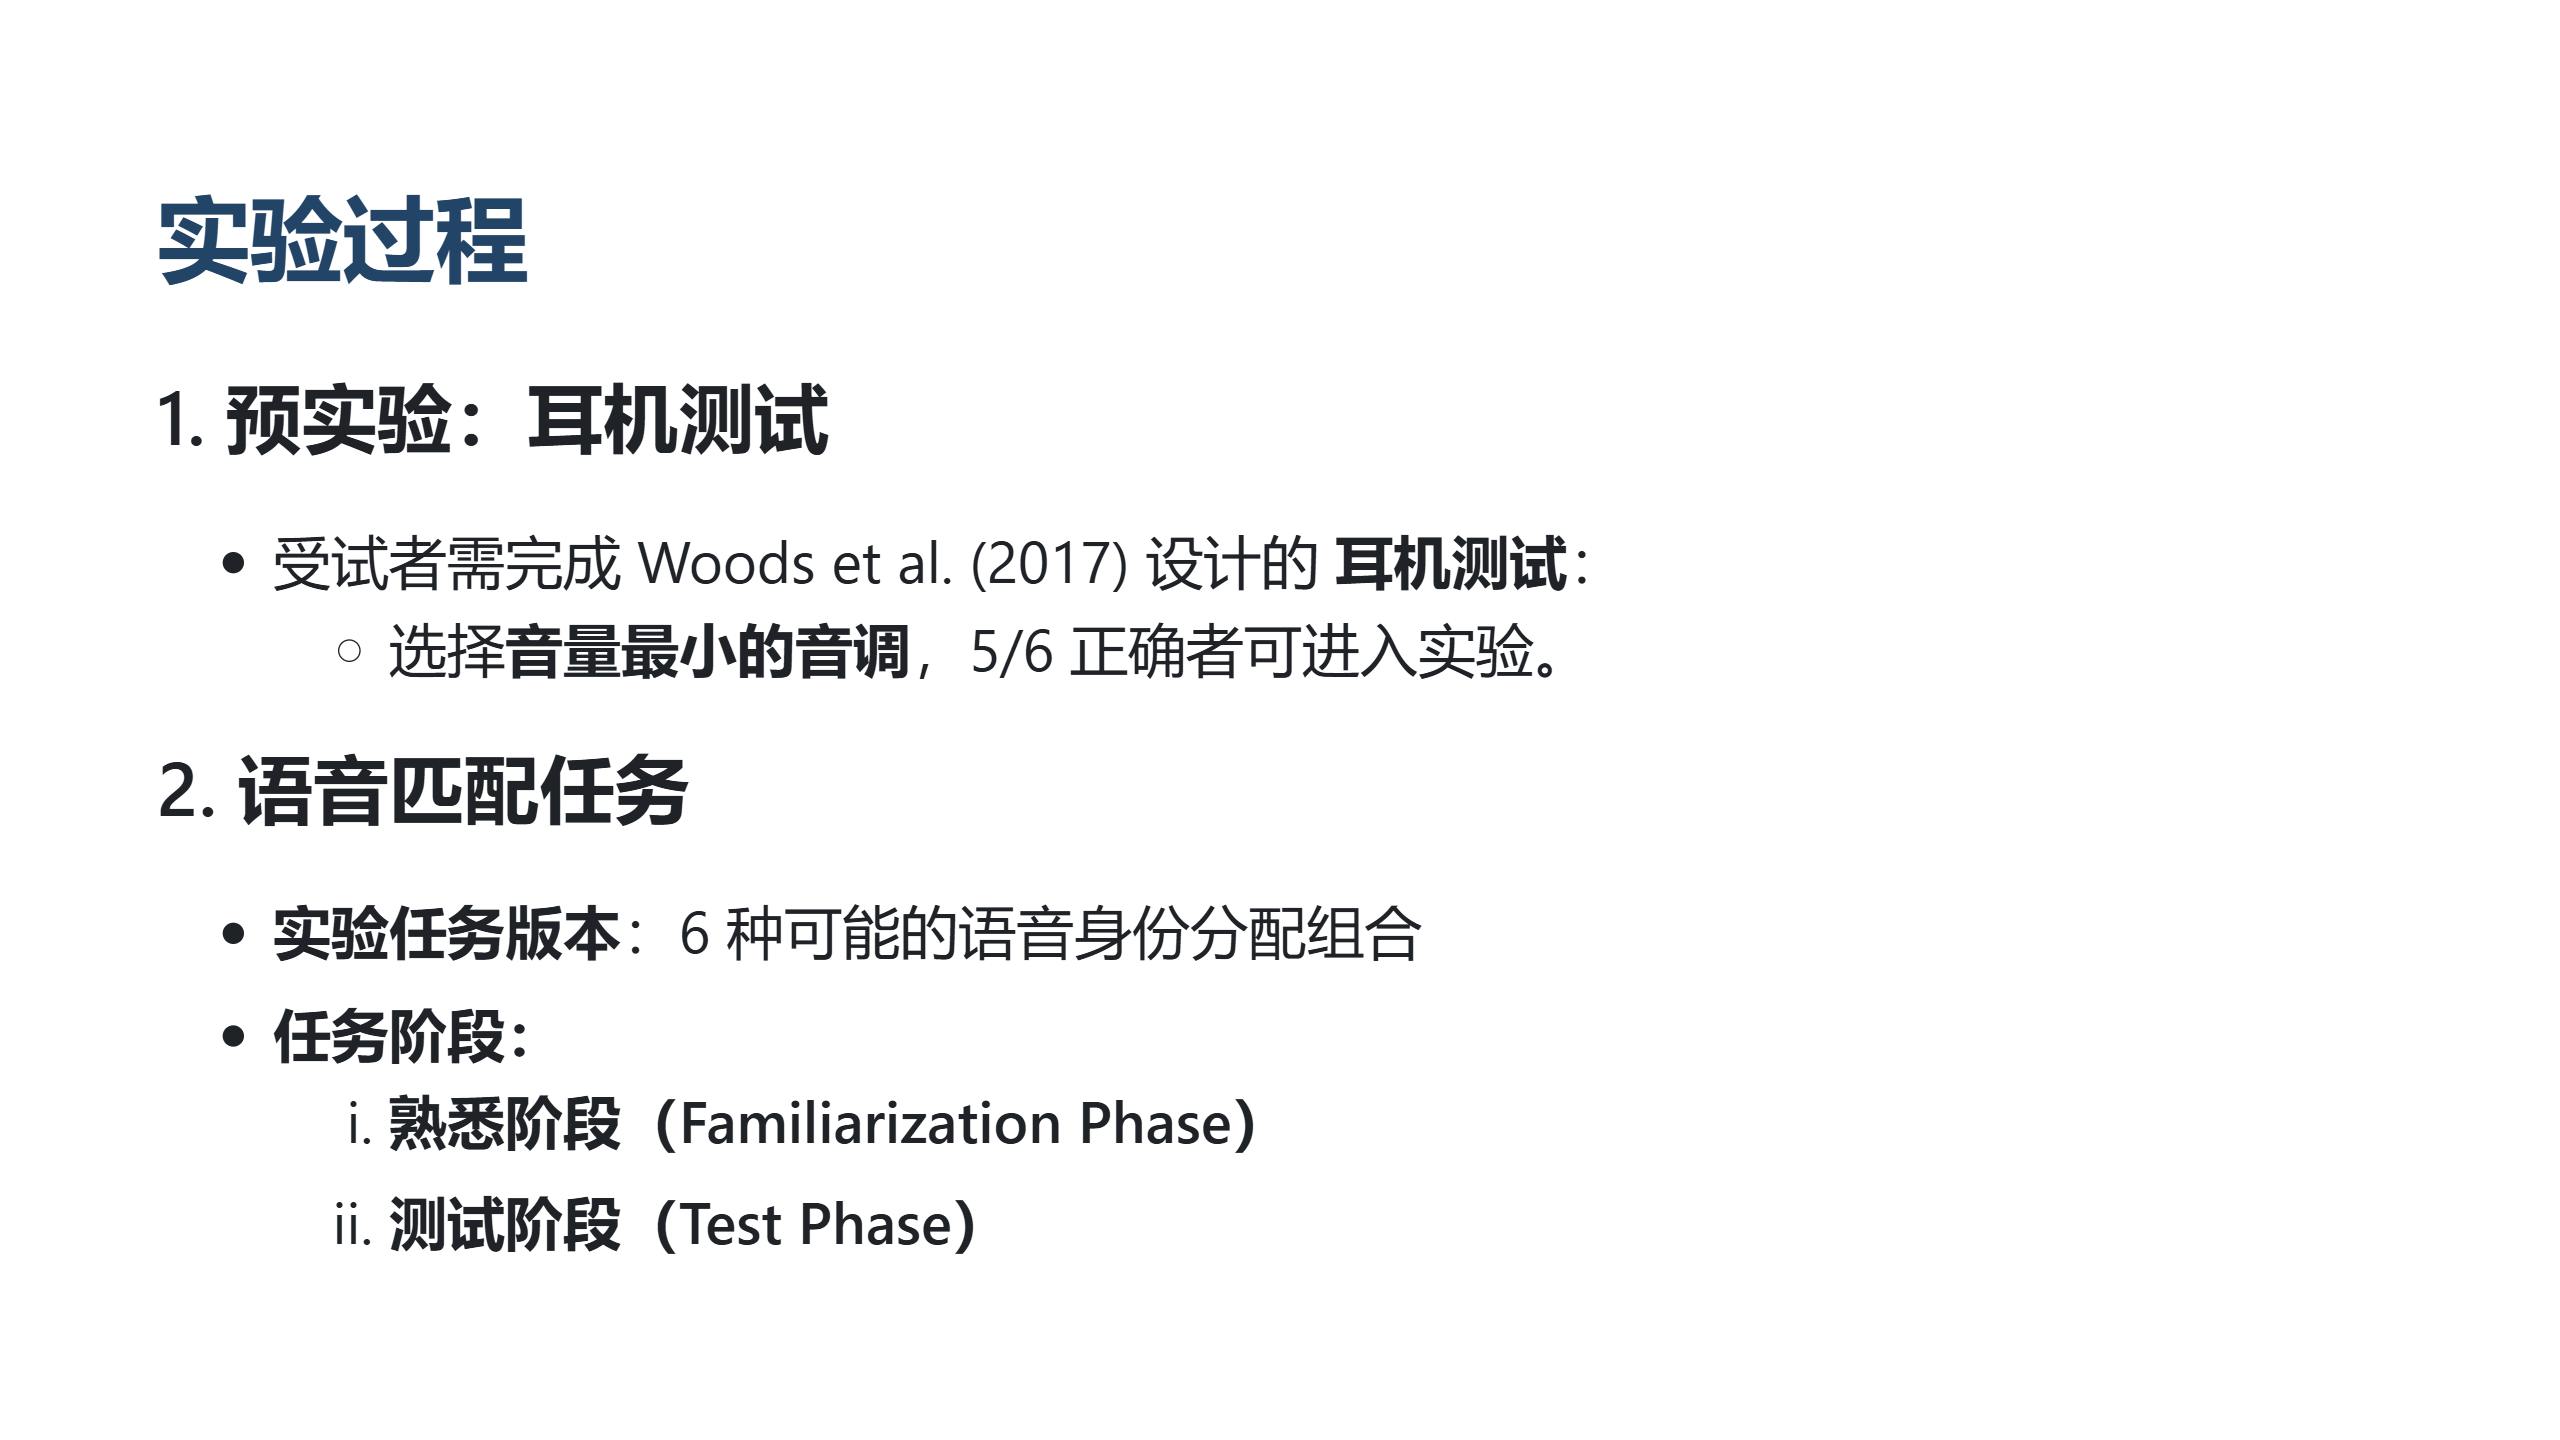 实验过程
1. 预实验：耳机测试
• 受试者需完成 Woods et al. (2017) 设计的 耳机测试：
○ 选择音量最小的音调，5/6 正确者可进入实验。
2. 语音匹配任务
• 实验任务版本：6 种可能的语音身份分配组合
• 任务阶段：
i. 熟悉阶段（Familiarization Phase）
ii. 测试阶段（Test Phase）